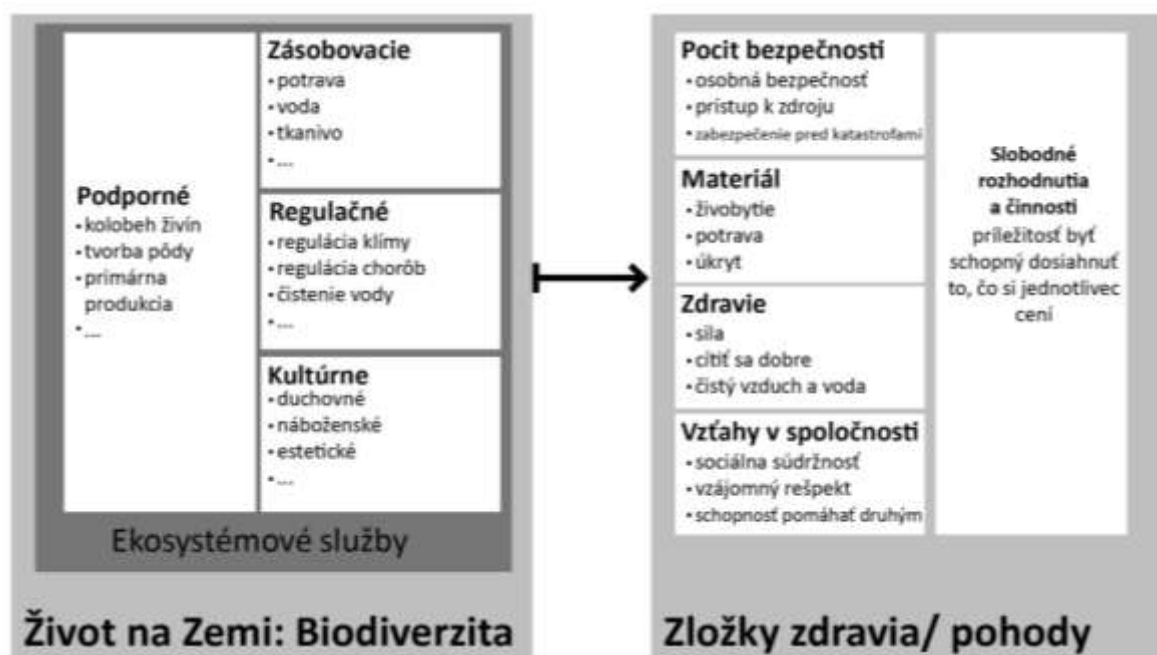 Podporné
• kolobeh živín
• tvorba pôdy
• primárna
produkcia
• ...
Zásobovacie
• potrava
• voda
• tkanivo
• ...
Regulačné
• regulácia klímy
• regulácia chorôb
• čistenie vody
• ...
Kultúrne
• duchovné
• náboženské
• estetické
• ...
Ekosystémové služby
Život na Zemi: Biodiverzita
Pocit bezpečnosti
• osobná bezpečnosť
• prístup k zdroju
• zabezpečenie pred katastrofami
Materiál
• živobytie
• potrava
• úkryt
Zdravie
• sila
• cítiť sa dobre
• čistý vzduch a voda
Vzťahy v spoločnosti
• sociálna súdržnosť
• vzájomný rešpekt
• schopnosť pomáhať druhým
Slobodné
rozhodnutia
a činnosti
príležitosť byť
schopný dosiahnuť
to, čo si jednotlivec
cení
Zložky zdravia/ pohody